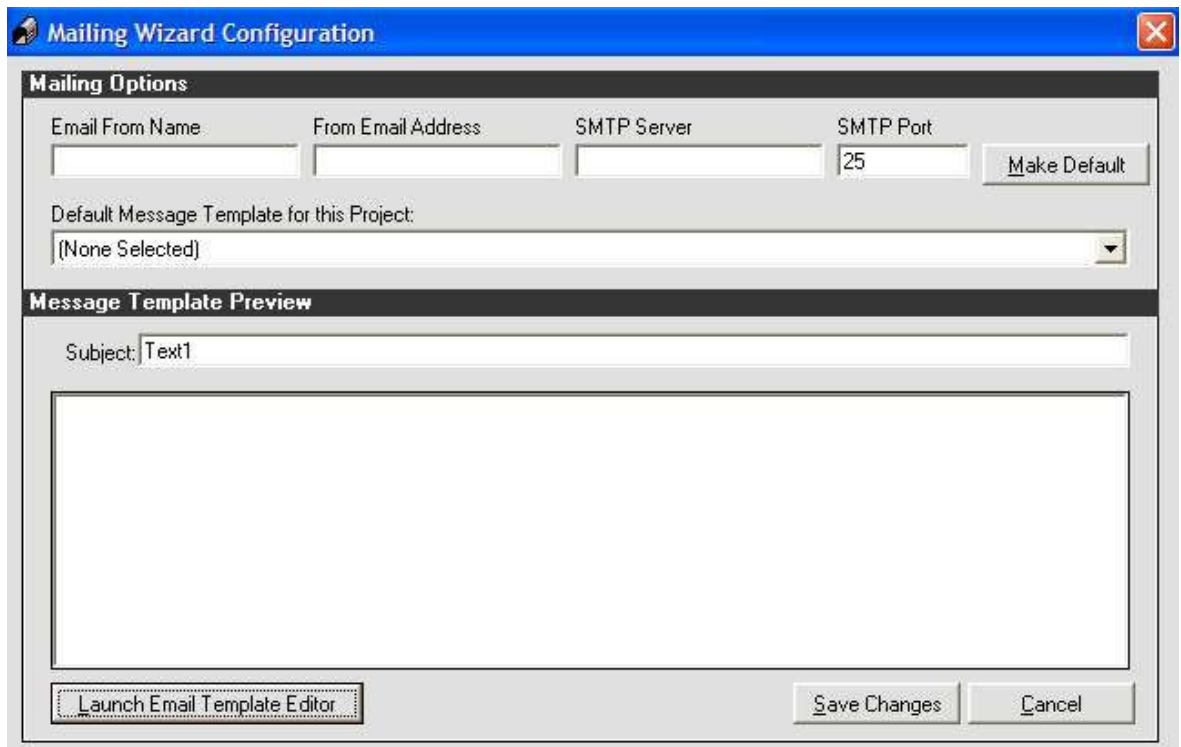 Mailing Wizard Configuration
Mailing Options
Email From Name From Email Address SMTP Server SMTP Port
25 Make Default
Default Message Template for this Project:
(None Selected)
Message Template Preview
Subject: Text1
Launch Email Template Editor Save Changes Cancel